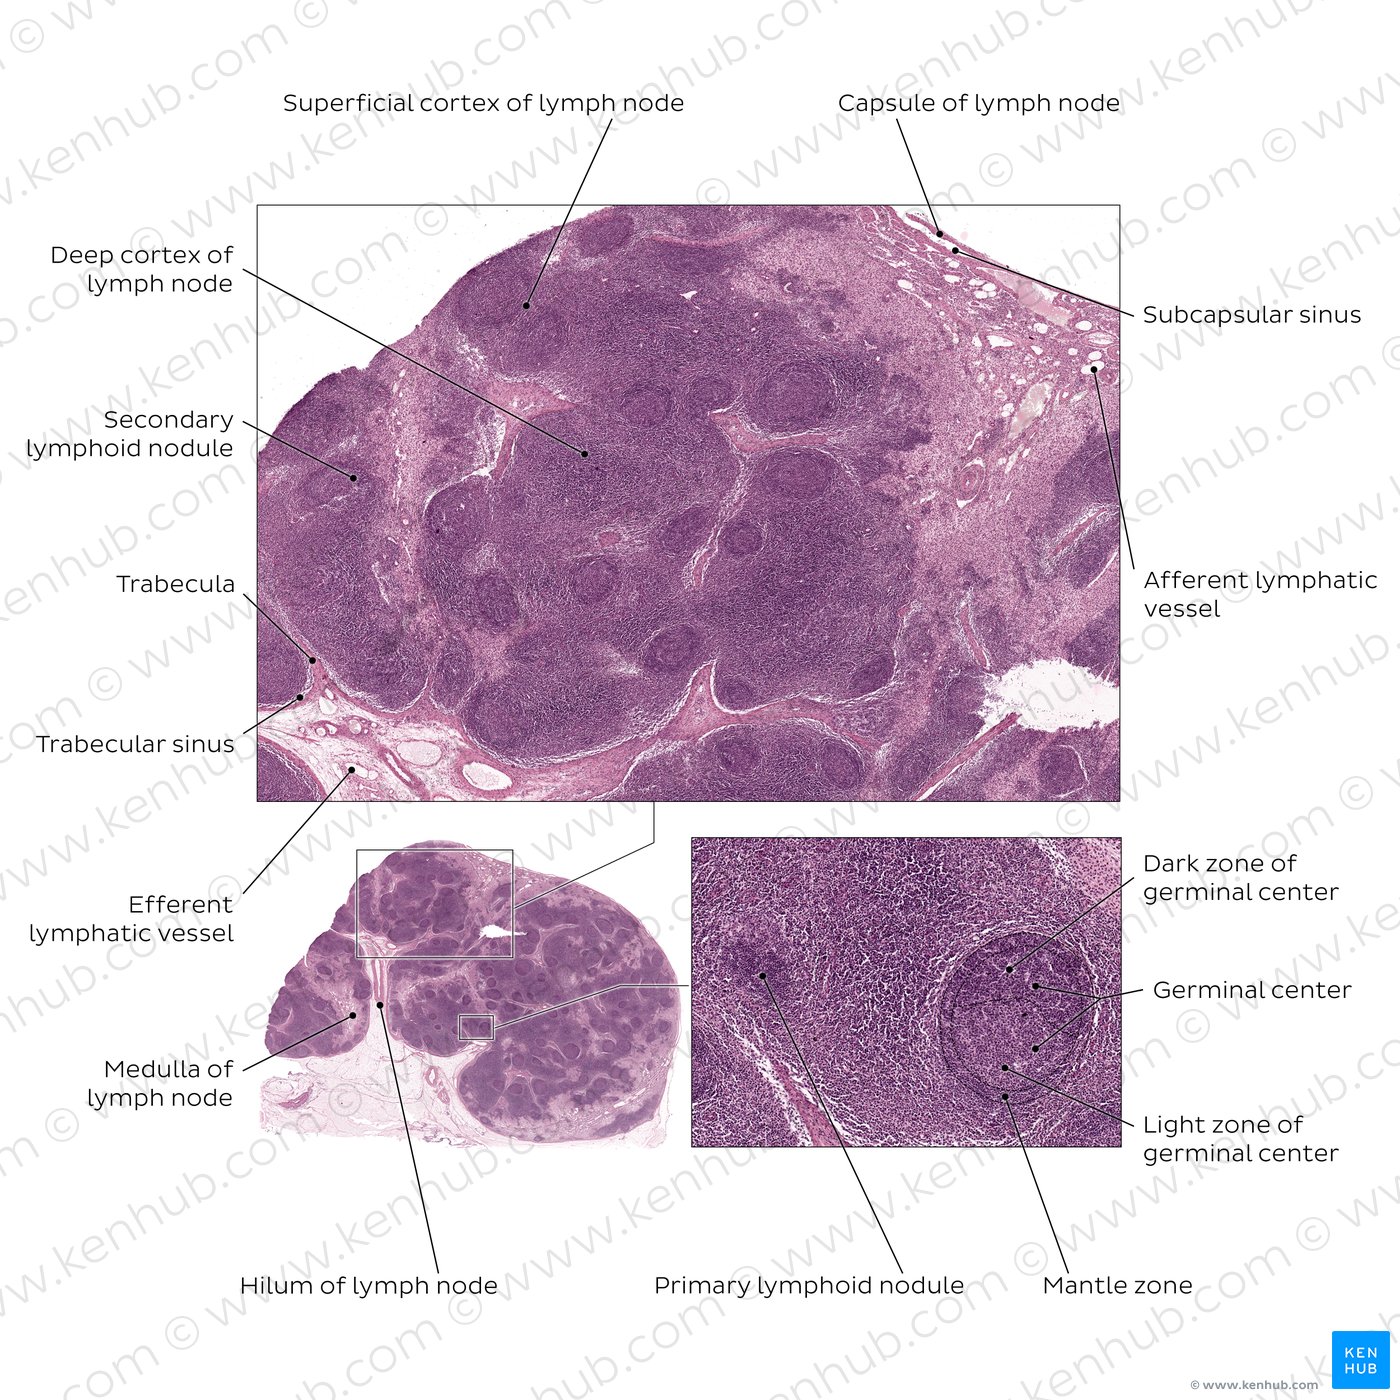 Superficial cortex of lymph node
Capsule of lymph node
Deep cortex of
lymph node
Subcapsular sinus
Secondary
lymphoid nodule
Trabecula
Afferent lymphatic
vessel
Trabecular sinus
Efferent
lymphatic vessel
Dark zone of
germinal center
Germinal center
Medulla of
lymph node
Light zone of
germinal center
Hilum of lymph node
Primary lymphoid nodule
Mantle zone
KEN
HUB
© www.kenhub.com